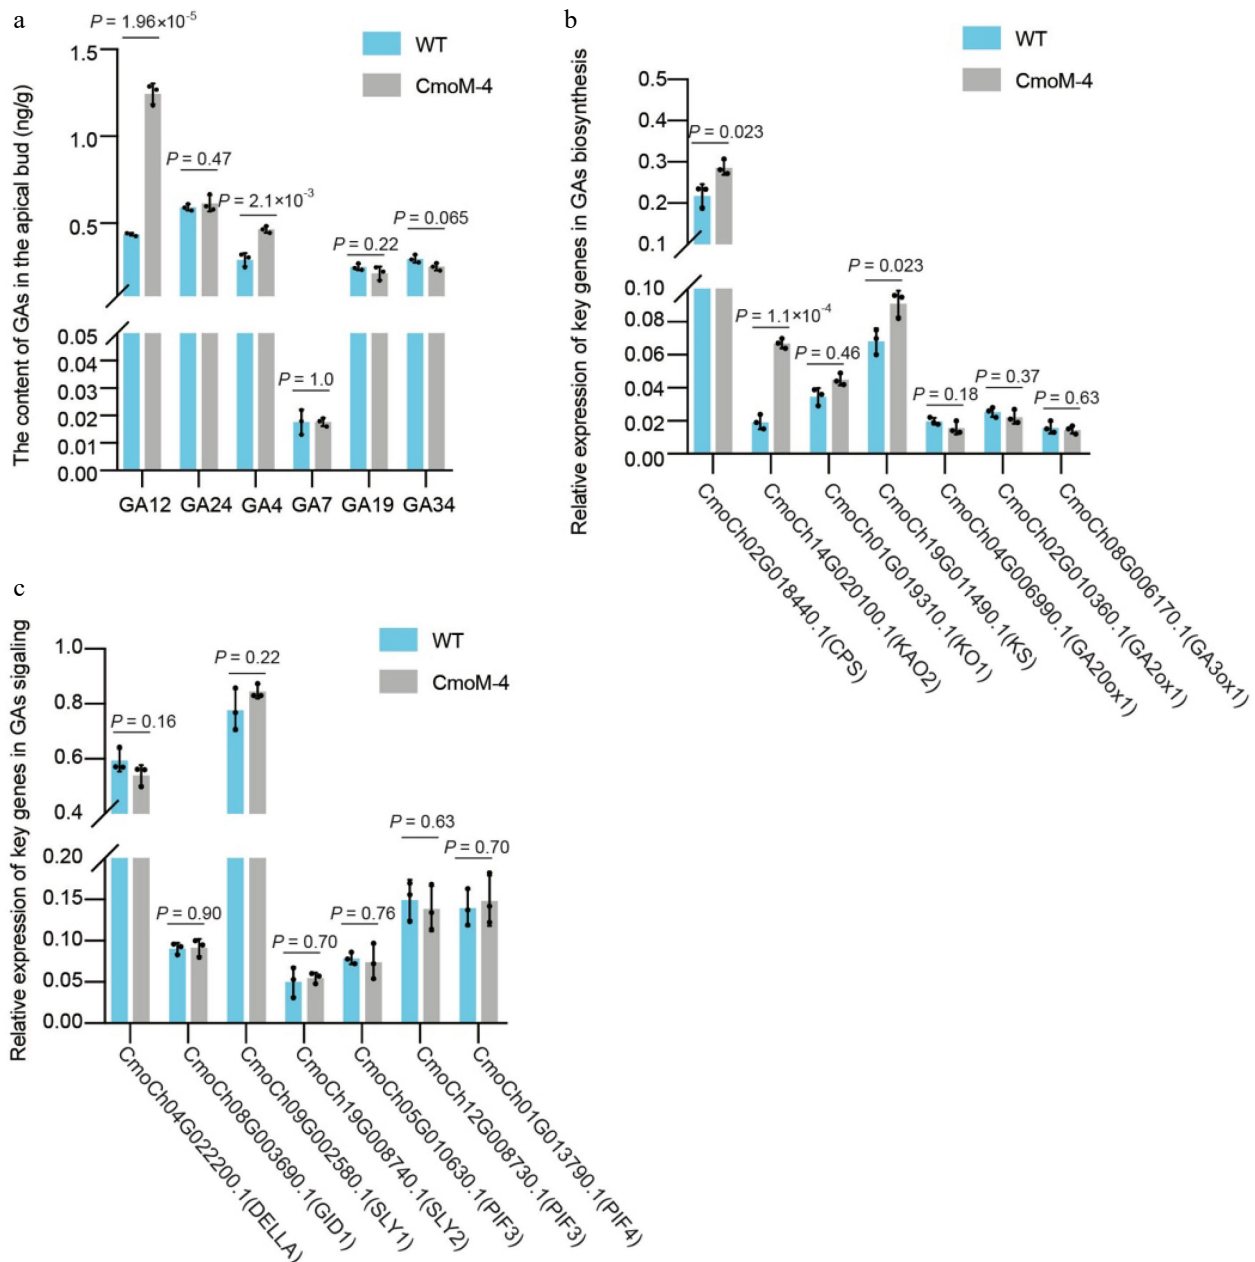 a
P = 1.96×10⁻⁵
WT
CmoM-4
The content of GAs in the apical bud (ng/g)
1.5
1.0
0.5
0.05
0.04
0.03
0.02
0.01
0.00
P = 0.47
P = 2.1×10⁻³
P = 1.0
P = 0.22
P = 0.065
GA12 GA24 GA4 GA7 GA19 GA34
b
WT
CmoM-4
Relative expression of key genes in GAs biosynthesis
0.5
0.4
0.3
0.2
0.1
0.10
0.08
0.06
0.04
0.02
0.00
P = 0.023
P = 1.1×10⁻⁴
P = 0.46
P = 0.023
P = 0.18
P = 0.37
P = 0.63
CmoCh02G018440.1(CPS)
CmoCh14G020100.1(KAO2)
CmoCh01G019310.1(KO1)
CmoCh19G011490.1(KS)
CmoCh04G006990.1(GA20ox1)
CmoCh02G010360.1(GA2ox1)
CmoCh08G006170.1(GA3ox1)
c
WT
CmoM-4
Relative expression of key genes in GAs sigaling
1.0
0.8
0.6
0.4
0.20
0.15
0.10
0.05
0.00
P = 0.16
P = 0.90
P = 0.22
P = 0.70
P = 0.76
P = 0.63
P = 0.70
CmoCh04G022200.1(DELLA)
CmoCh08G003690.1(GID1)
CmoCh09G002580.1(SLY1)
CmoCh19G008740.1(SLY2)
CmoCh05G010630.1(PIF3)
CmoCh12G008730.1(PIF3)
CmoCh01G013790.1(PIF4)